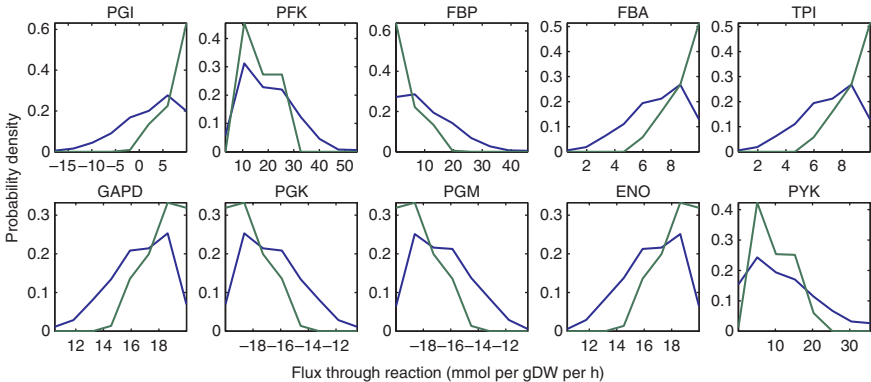 PGI PFK FBP FBA TPI
0.6 0.4 0.2 0
0.4 0.3 0.2 0.1 0
0.6 0.4 0.2 0
0.5 0.4 0.3 0.2 0.1 0
0.5 0.4 0.3 0.2 0.1 0
−15 −10 −5 0 5
10 20 30 40 50
10 20 30 40
2 4 6 8
2 4 6 8
Probability density
GAPD PGK PGM ENO PYK
0.3 0.2 0.1 0
0.3 0.2 0.1 0
0.3 0.2 0.1 0
0.3 0.2 0.1 0
0.4 0.3 0.2 0.1 0
12 14 16 18
−18 −16 −14 −12
−18 −16 −14 −12
12 14 16 18
10 20 30
Flux through reaction (mmol per gDW per h)